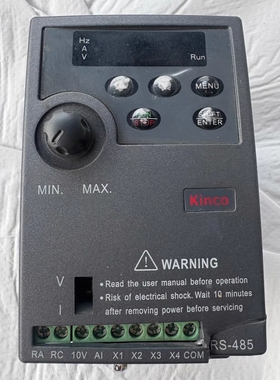 Hz
A
V
Run
MENU
STOP
SHIFT
ENTER
MIN. MAX.
Kinco
WARNING
V
I
• Read the user manual before operation
• Risk of electrical shock. Wait 10 minutes
after removing power before servicing
RA RC 10V AI X1 X2 X3 X4 COM
RS-485